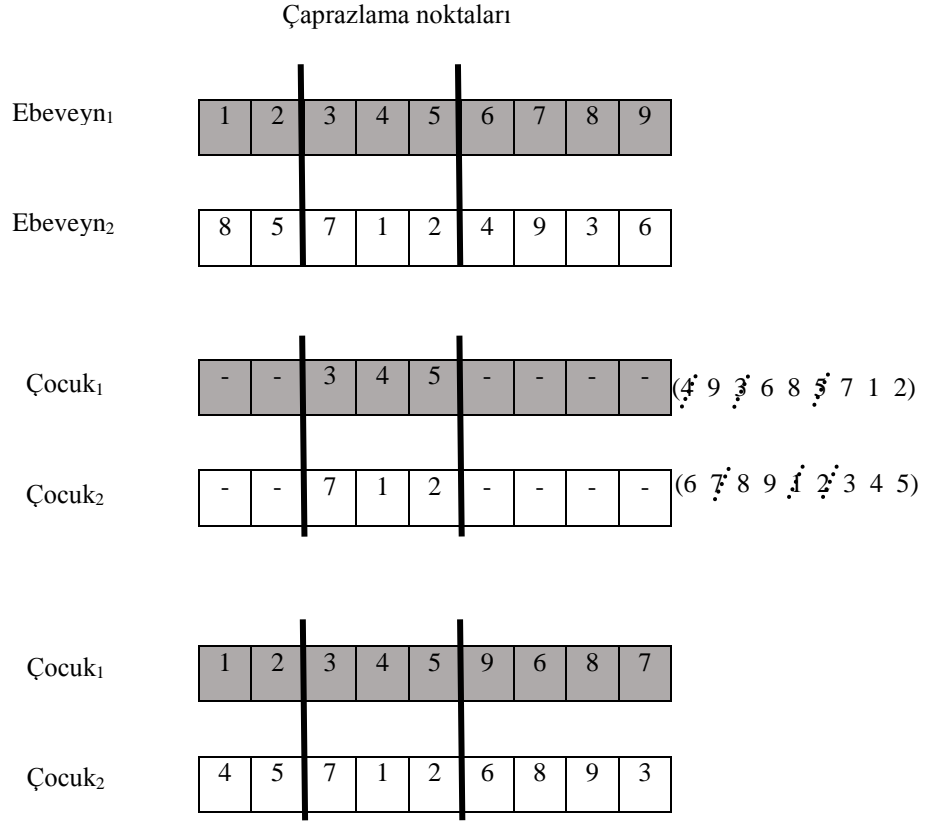 Çaprazlama noktaları
Ebeveyn₁ 1 2 3 4 5 6 7 8 9
Ebeveyn₂ 8 5 7 1 2 4 9 3 6
Çocuk₁ - - 3 4 5 - - - - (4 9 3 6 8 5 7 1 2)
Çocuk₂ - - 7 1 2 - - - - (6 7 8 9 1 2 3 4 5)
Çocuk₁ 1 2 3 4 5 9 6 8 7
Çocuk₂ 4 5 7 1 2 6 8 9 3